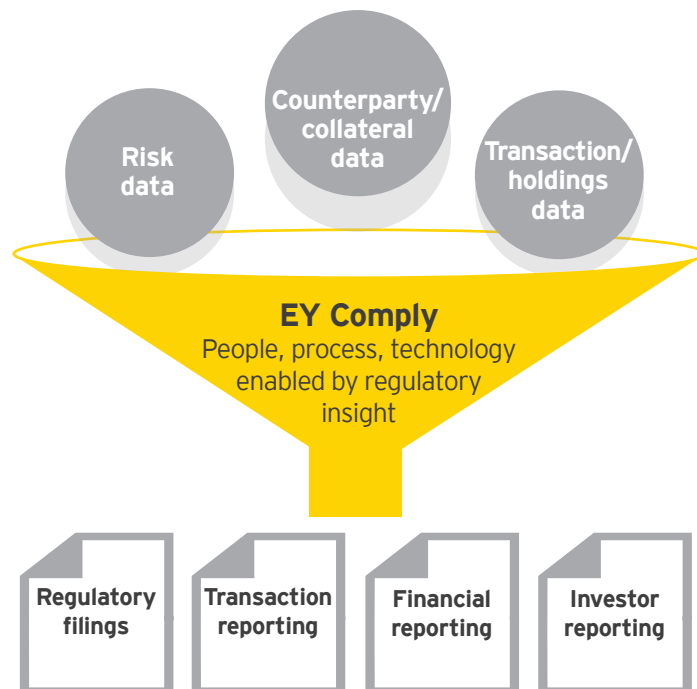 Counterparty/
collateral
data
Risk
data
Transaction/
holdings
data
EY Comply
People, process, technology
enabled by regulatory
insight
Regulatory
filings
Transaction
reporting
Financial
reporting
Investor
reporting